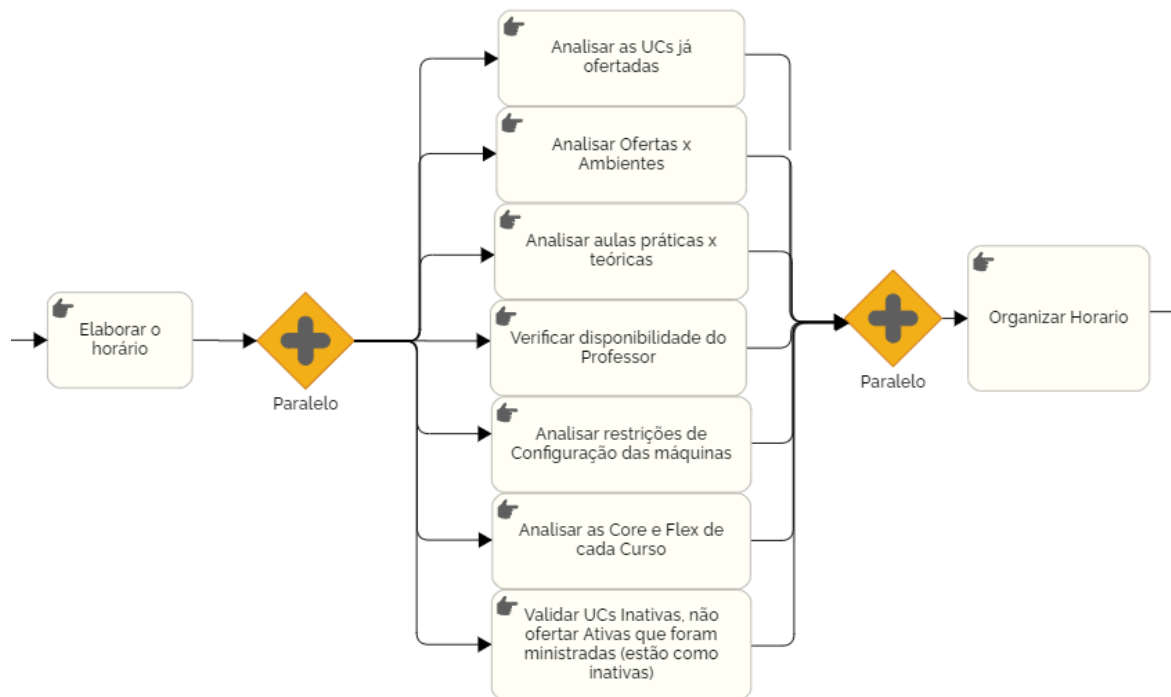 Analisar as UCs já
ofertadas
Analisar Ofertas x
Ambientes
Analisar aulas práticas x
teóricas
Elaborar o
horário
Paralelo
Verificar disponibilidade do
Professor
Paralelo
Organizar Horario
Analisar restrições de
Configuração das máquinas
Analisar as Core e Flex de
cada Curso
Validar UCs Inativas, não
ofertar Ativas que foram
ministradas (estão como
inativas)